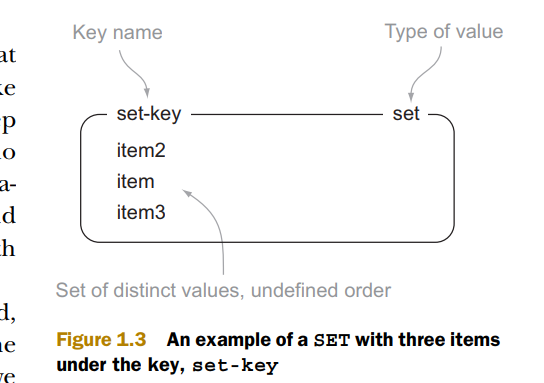 Key name
Type of value
at
set-key
set
item2
item
item3
a-
Set of distinct values, undefined order
d,
Figure 1.3 An example of a SET with three items
under the key, set-key